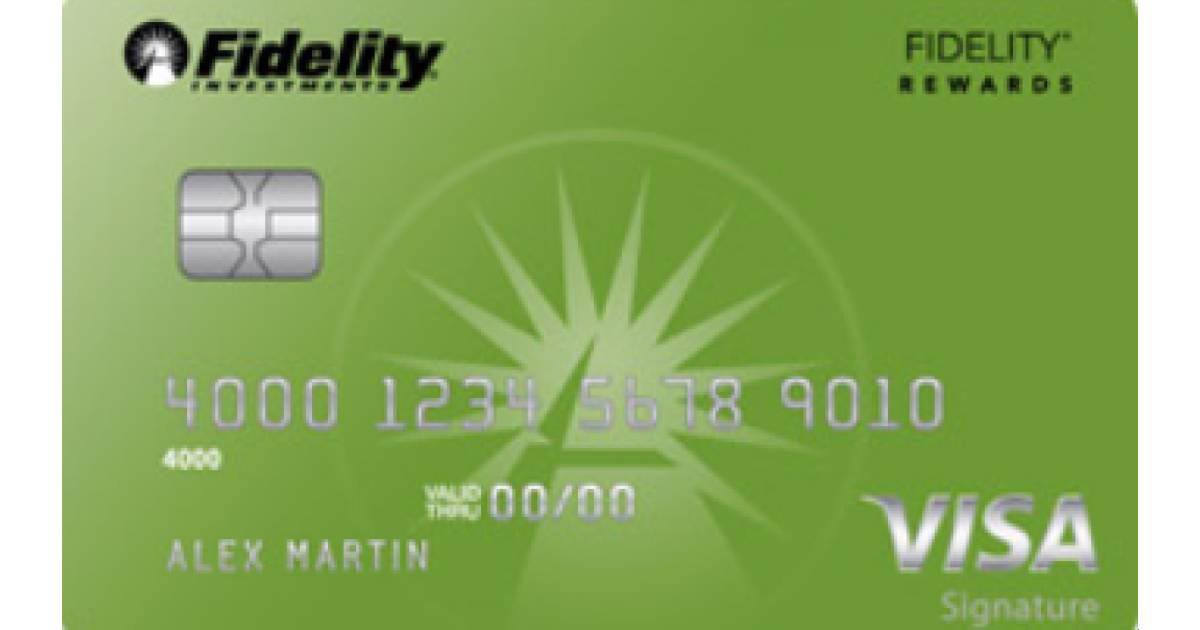 Fidelity
INVESTMENTS
FIDELITY®
REWARDS
4000 1234 5678 9010
4000
VALID
THRU 00/00
ALEX MARTIN
VISA
Signature